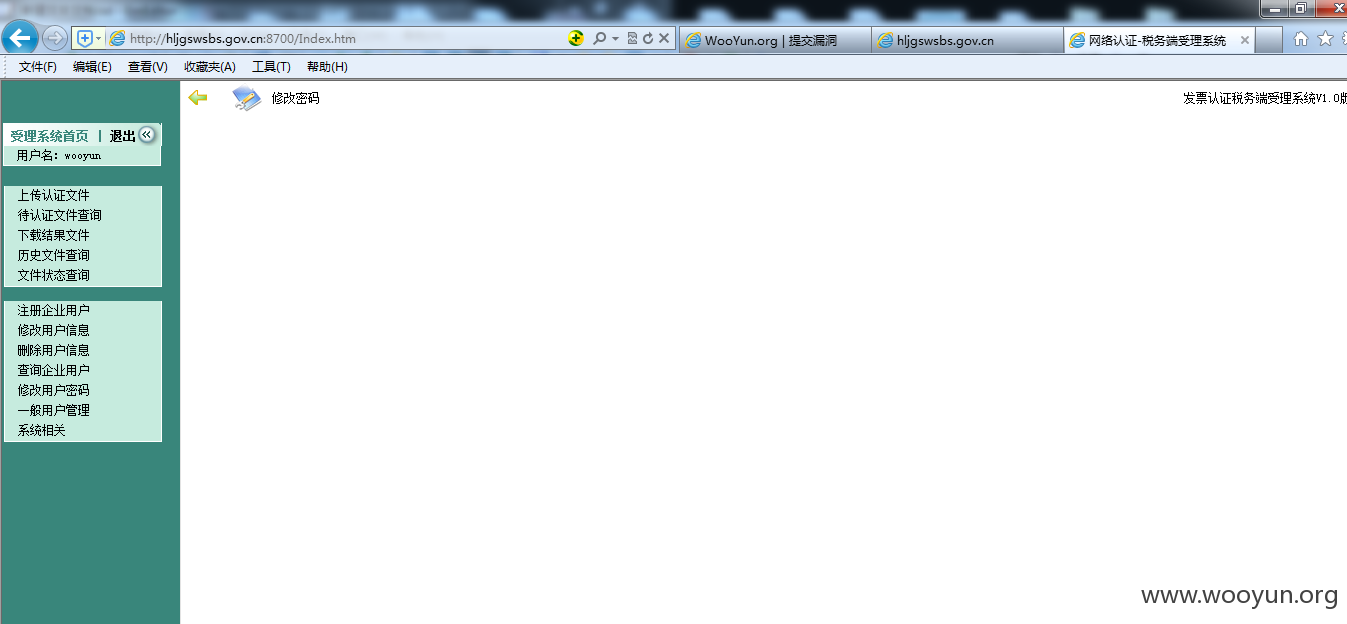 http://hljgswsbs.gov.cn:8700/Index.htm
WooYun.org | 提交漏洞
hljgswsbs.gov.cn
网络认证-税务端受理系统
文件(F) 编辑(E) 查看(V) 收藏夹(A) 工具(T) 帮助(H)
修改密码
发票认证税务端受理系统V1.0版
受理系统首页 | 退出
用户名：wooyun
上传认证文件
待认证文件查询
下载结果文件
历史文件查询
文件状态查询
注册企业用户
修改用户信息
删除用户信息
查询企业用户
修改用户密码
一般用户管理
系统相关
www.wooyun.org